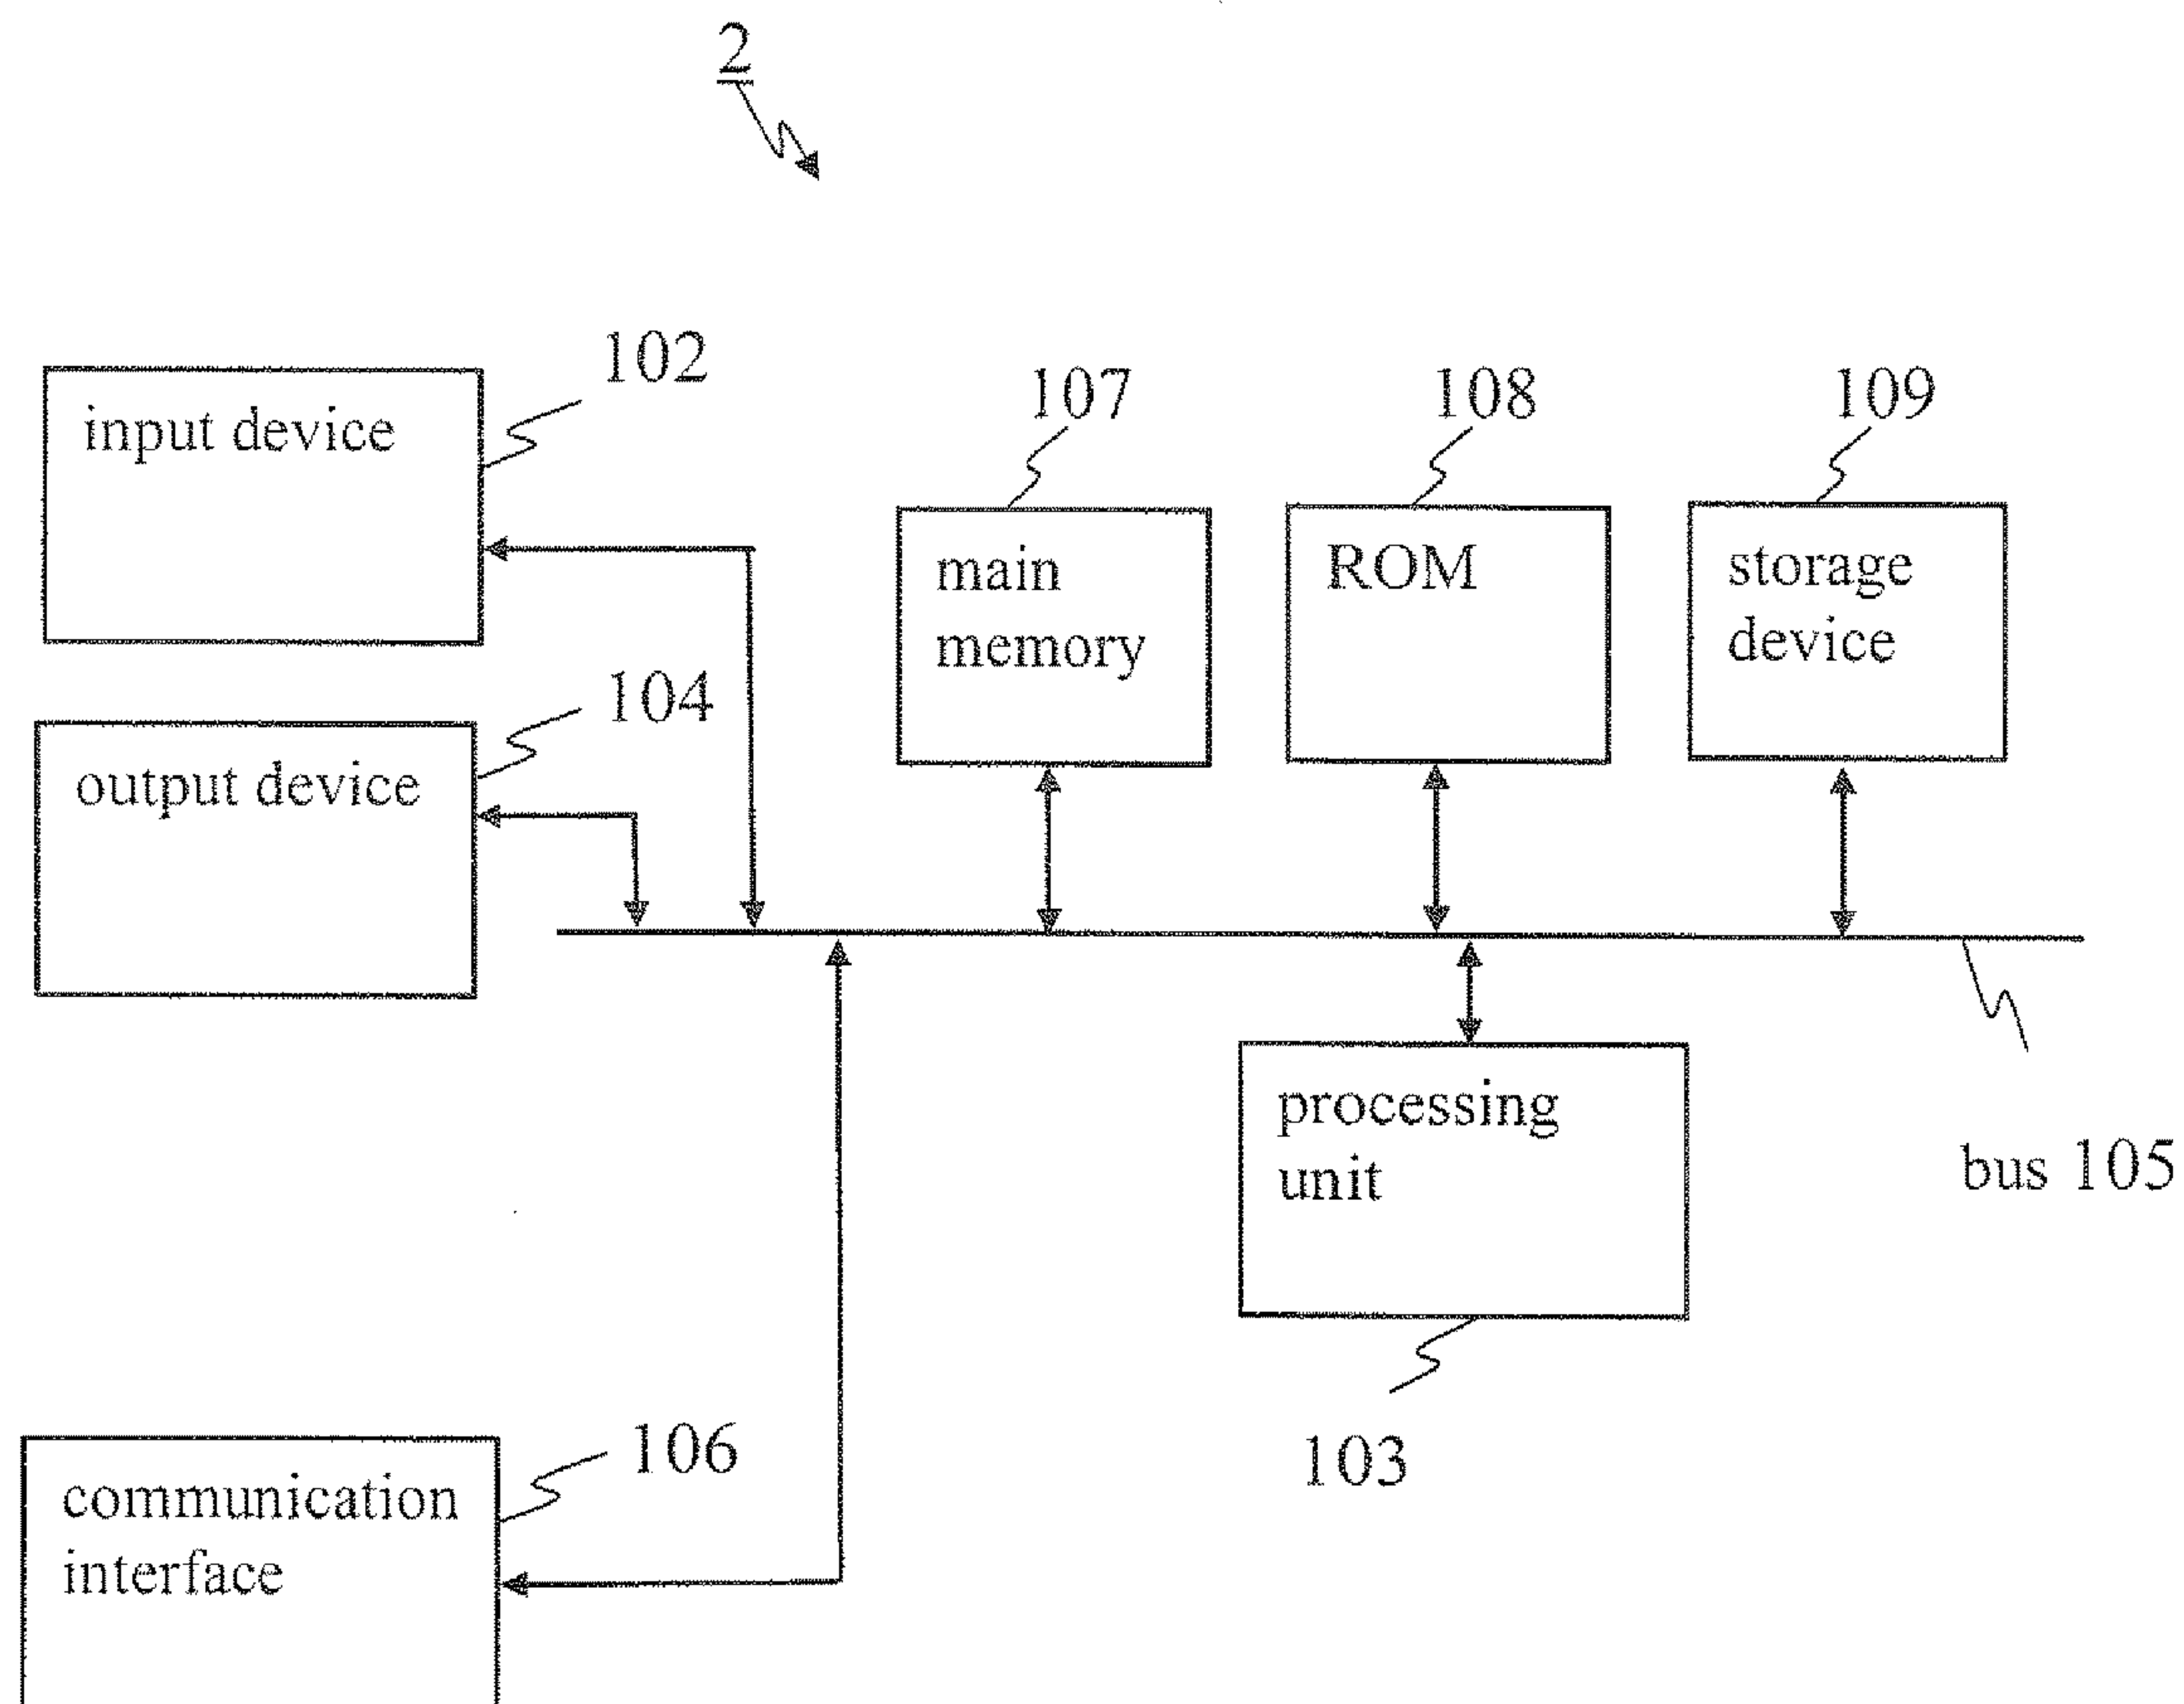 2
102
input device
107
108
109
main
memory
ROM
storage
device
104
output device
processing
unit
bus 105
103
106
communication
interface